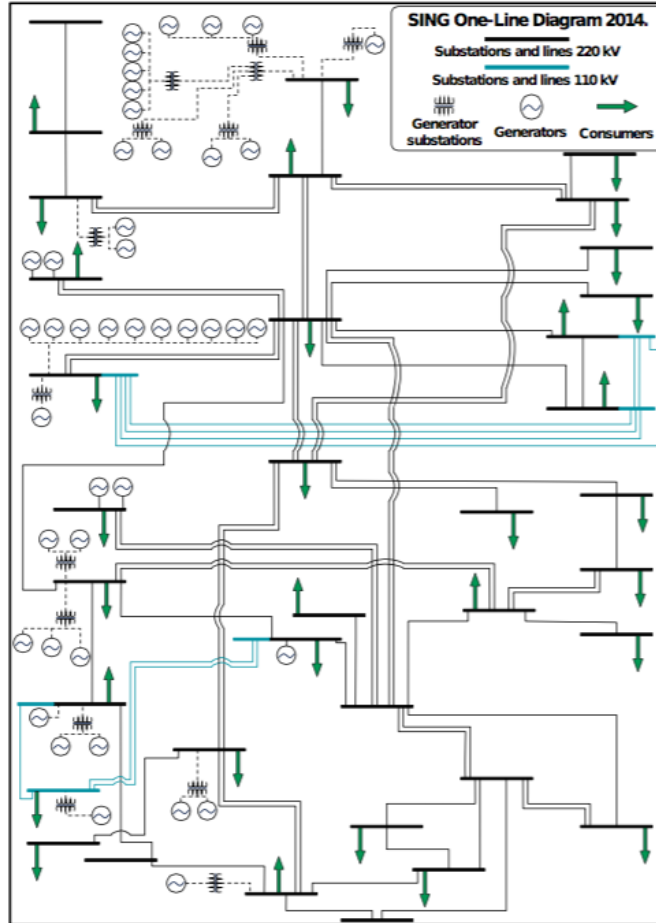 SING One-Line Diagram 2014.
Substations and lines 220 kV
Substations and lines 110 kV
Generator substations
Generators
Consumers